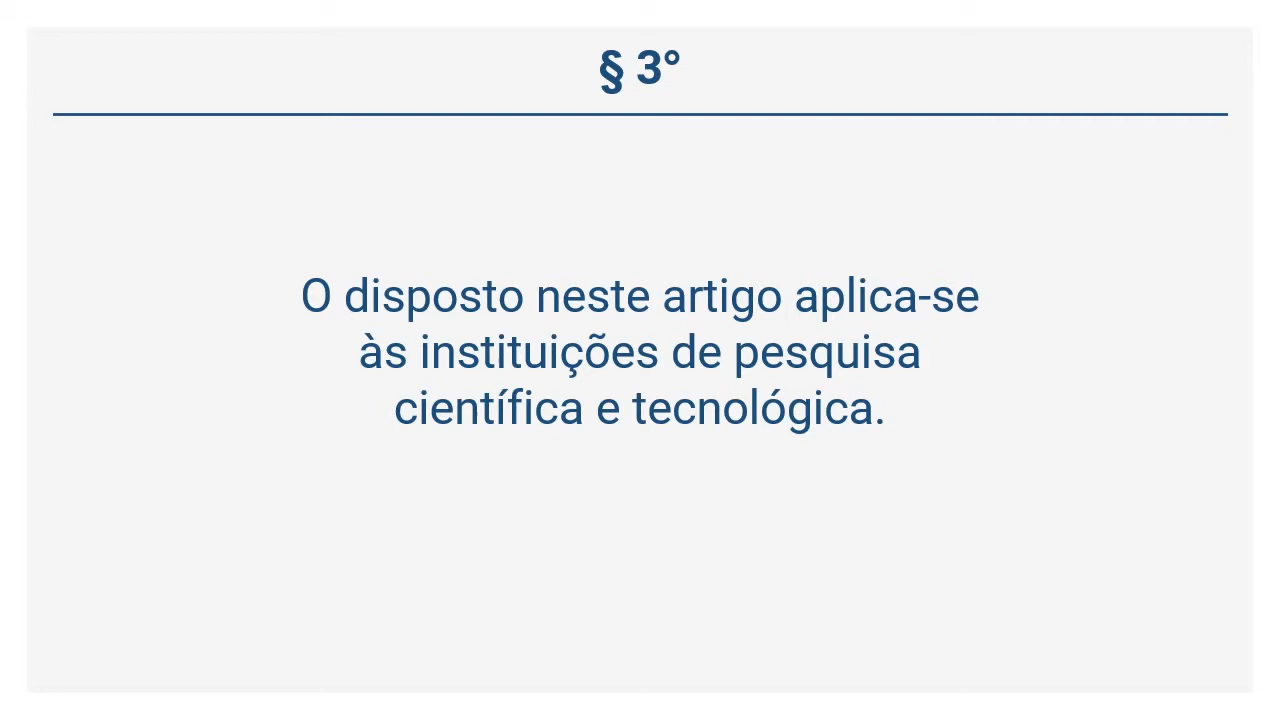 § 3°
O disposto neste artigo aplica-se
às instituições de pesquisa
científica e tecnológica.